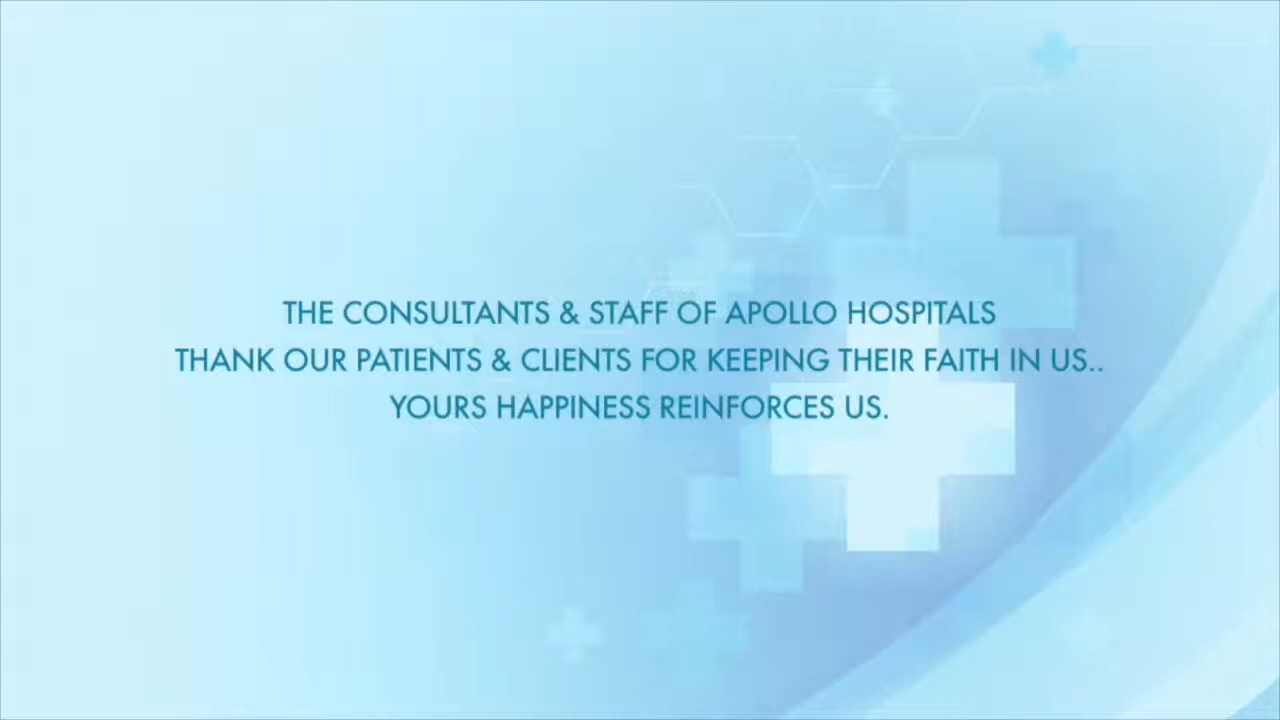 THE CONSULTANTS & STAFF OF APOLLO HOSPITALS
THANK OUR PATIENTS & CLIENTS FOR KEEPING THEIR FAITH IN US..
YOURS HAPPINESS REINFORCES US.